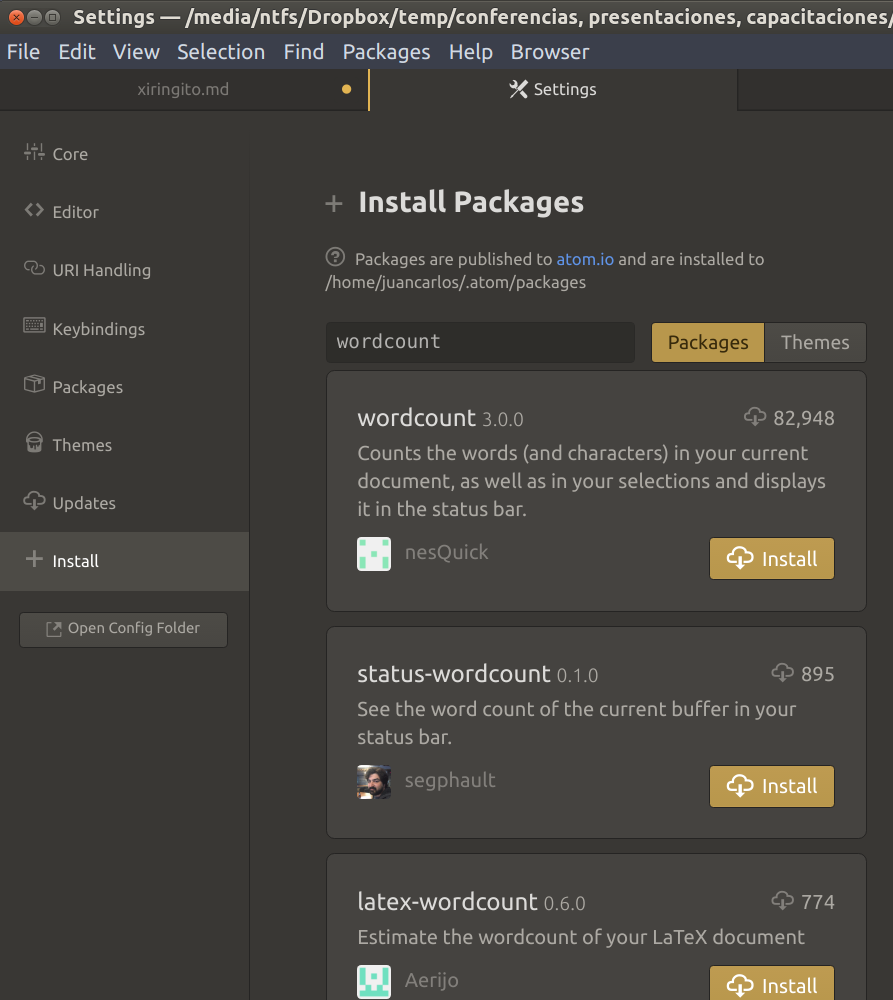 Settings — /media/ntfs/Dropbox/temp/conferencias, presentaciones, capacitaciones/
File Edit View Selection Find Packages Help Browser
xiringito.md
Settings
Core
Editor
URI Handling
Keybindings
Packages
Themes
Updates
Install
Open Config Folder
Install Packages
Packages are published to atom.io and are installed to
/home/juancarlos/.atom/packages
wordcount
Packages Themes
wordcount 3.0.0 82,948
Counts the words (and characters) in your current
document, as well as in your selections and displays
it in the status bar.
nesQuick
Install
status-wordcount 0.1.0 895
See the word count of the current buffer in your
status bar.
segphault
Install
latex-wordcount 0.6.0 774
Estimate the wordcount of your LaTeX document
Aerijo
Install